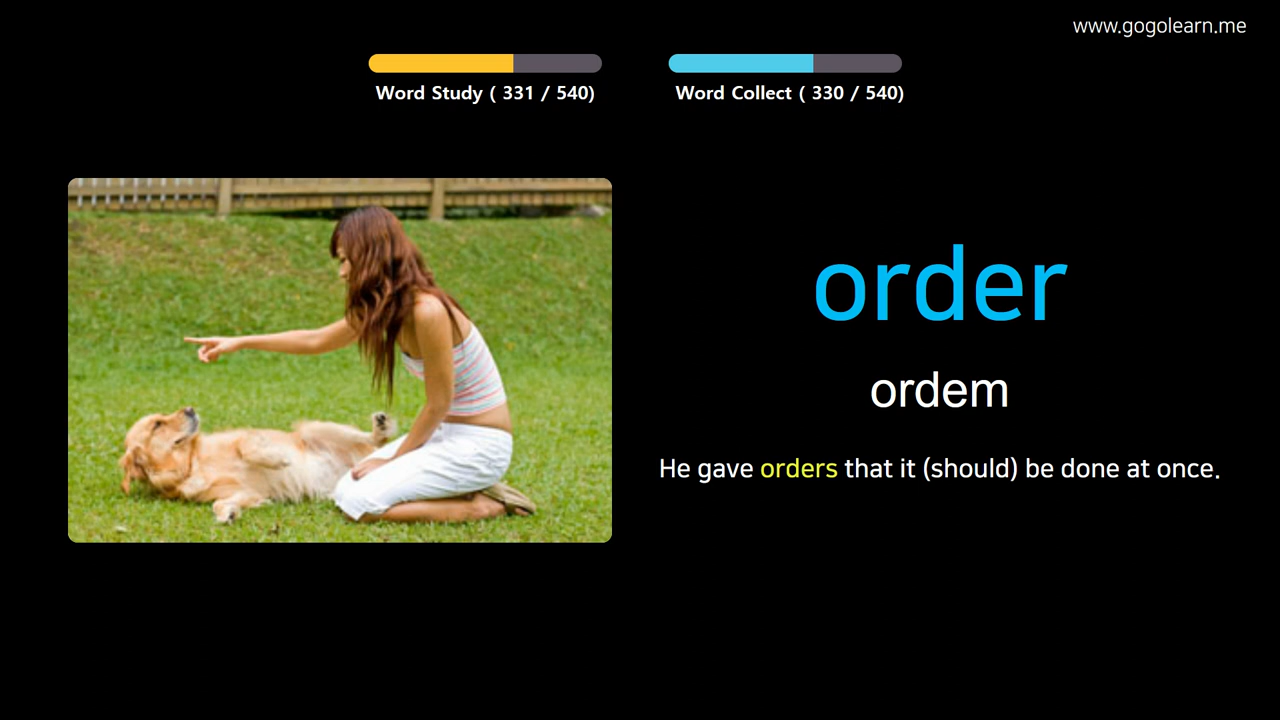 www.gogolearn.me
Word Study ( 331 / 540)
Word Collect ( 330 / 540)
order
ordem
He gave orders that it (should) be done at once.